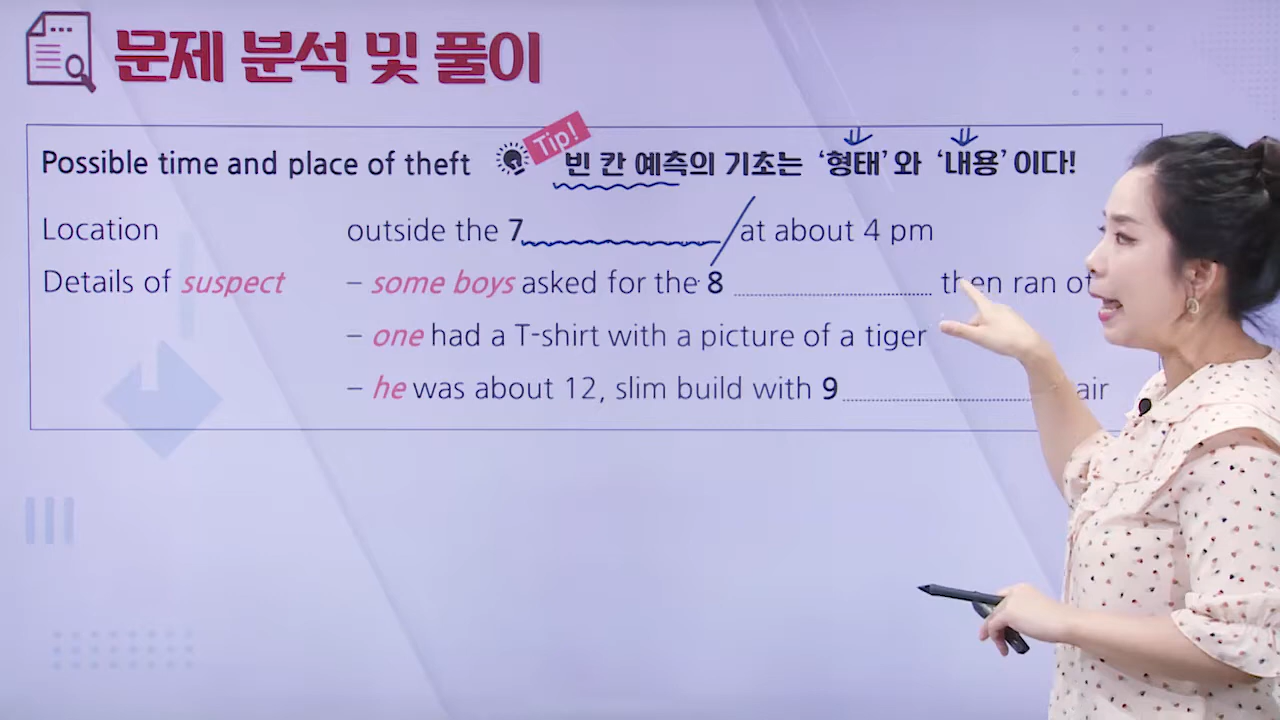 문제 분석 및 풀이
Tip!
Possible time and place of theft 빈 칸 예측의 기초는 ‘형태’와 ‘내용’이다!
Location outside the 7 at about 4 pm
Details of suspect – some boys asked for the 8 then ran
– one had a T-shirt with a picture of a tiger
– he was about 12, slim build with 9